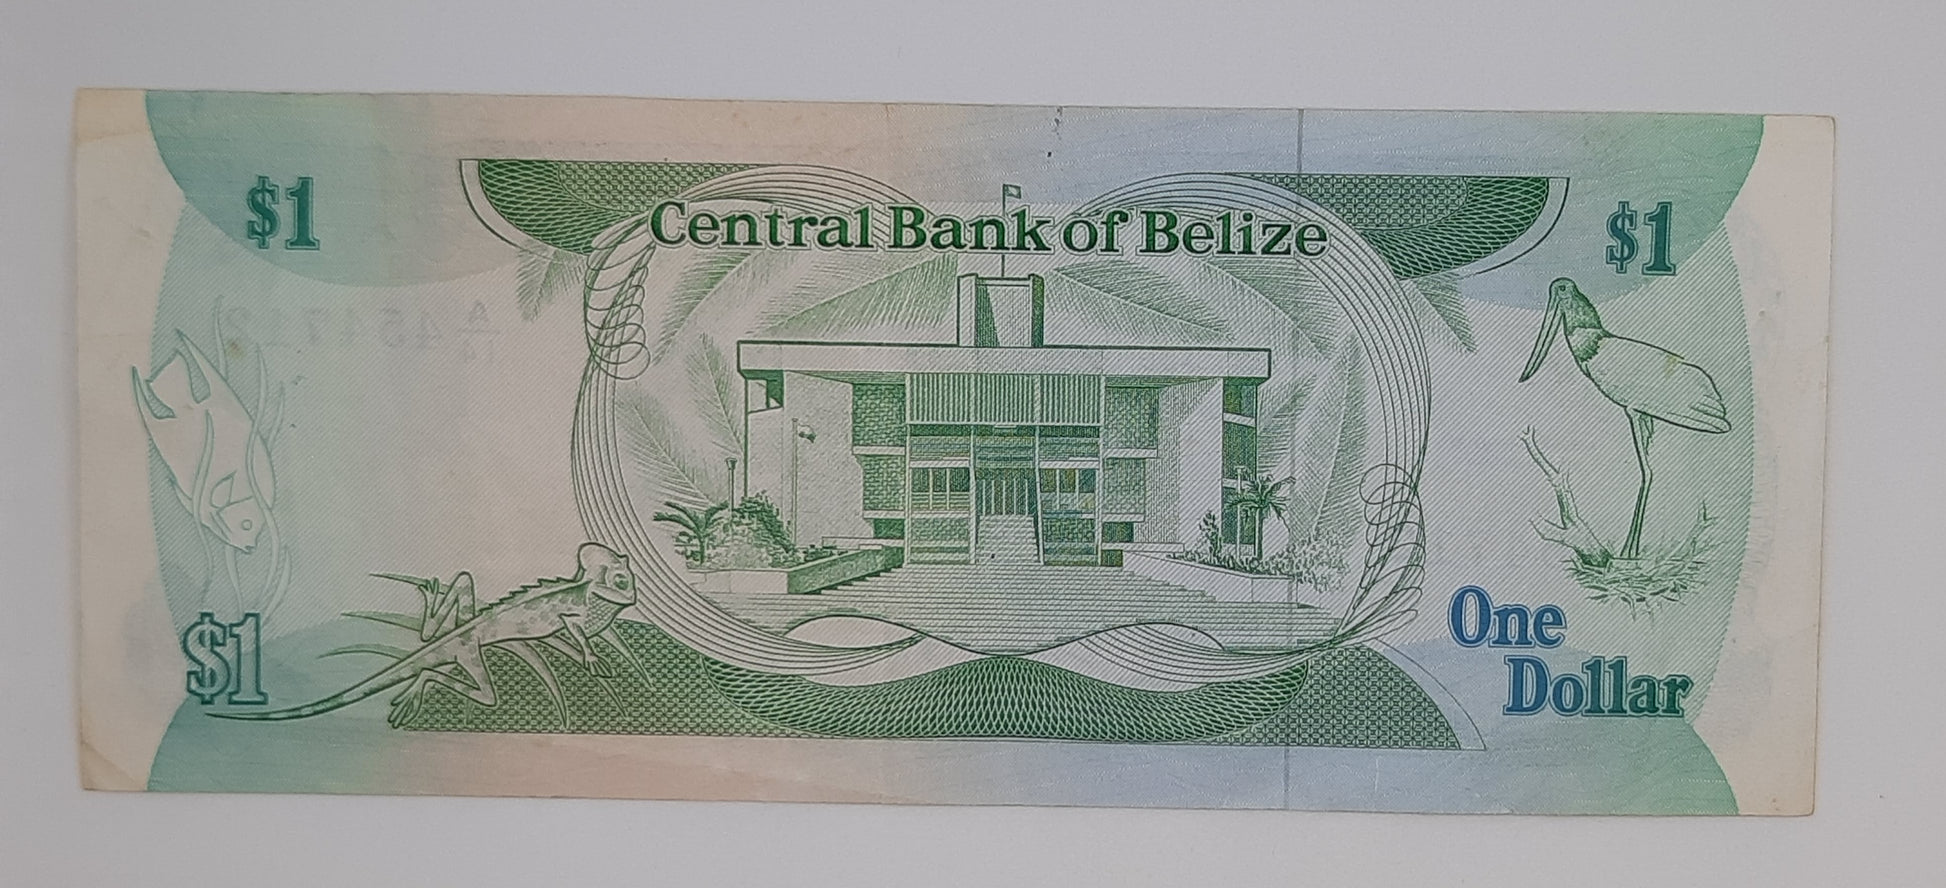 $1
Central Bank of Belize
$1
$1
One
Dollar